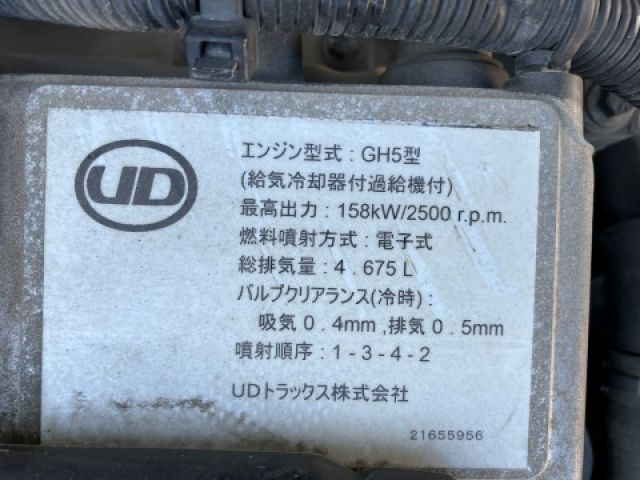 UD
エンジン型式 : GH5型
(給気冷却器付過給機付)
最高出力 : 158kW/2500 r.p.m.
燃料噴射方式 : 電子式
総排気量 : 4 . 675 L
バルブクリアランス(冷時) :
吸気 0 . 4mm ,排気 0 . 5mm
噴射順序 : 1 - 3 - 4 - 2
UDトラックス株式会社
21655956